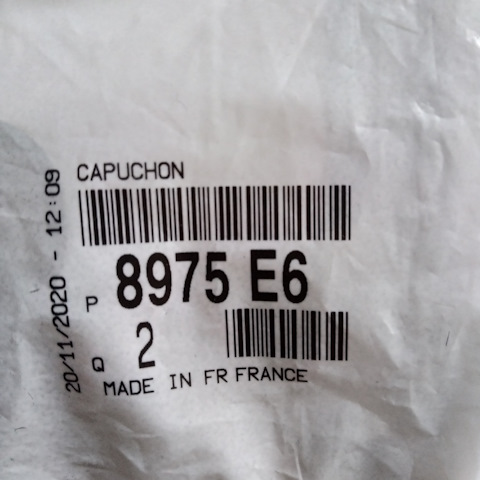 CAPUCHON
P 8975 E6
Q 2
MADE IN FR FRANCE
20/11/2020 - 12:09